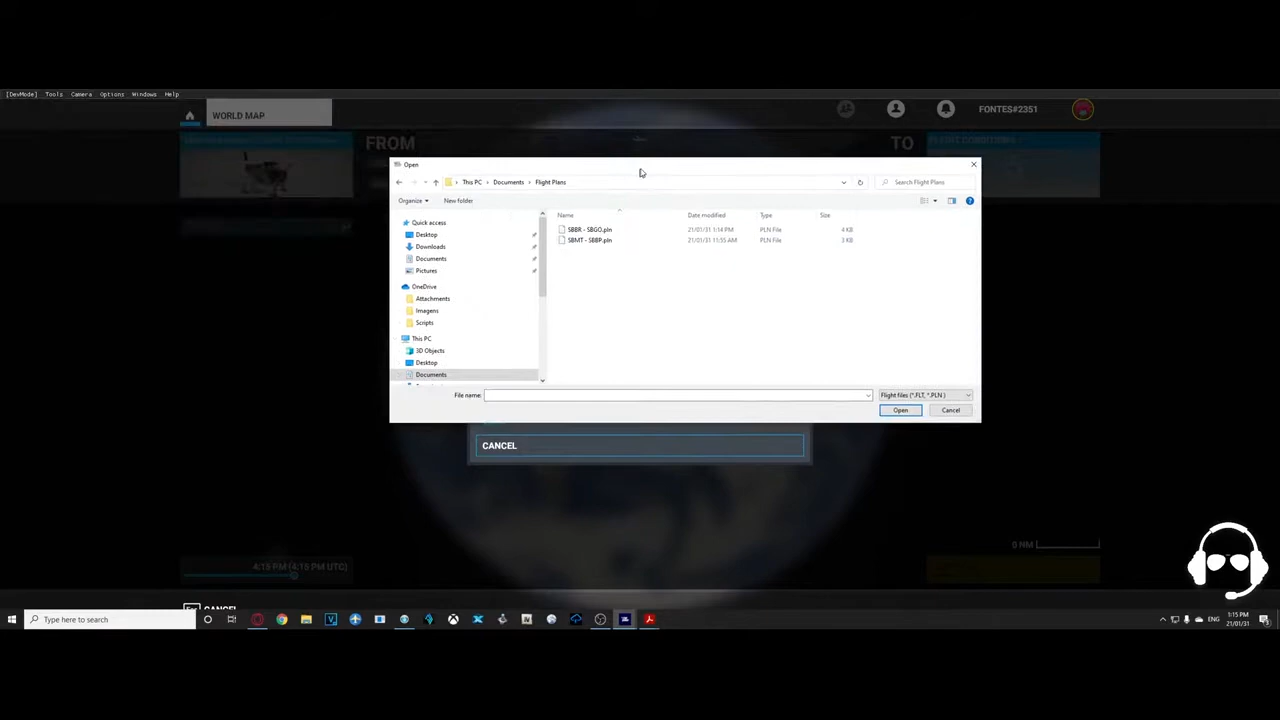 [DevMode] Tools Camera Options Windows Help
WORLD MAP
FONTES#2351
FROM
TO
FLIGHT CONDITIONS
Open
This PC > Documents > Flight Plans
Search Flight Plans
Organize
New folder
Name Date modified Type Size
SBBR - SBGO.pln 21/01/31 1:14 PM PLN File 4 KB
SBMT - SBBP.pln 21/01/31 11:55 AM PLN File 3 KB
Quick access
Desktop
Downloads
Documents
Pictures
OneDrive
Attachments
Imagens
Scripts
This PC
3D Objects
Desktop
Documents
File name:
Flight files (*.FLT, *.PLN )
Open
Cancel
CANCEL
0 NM
4:15 PM (4:15 PM UTC)
Esc CANCEL
Type here to search
ENG
1:15 PM
21/01/31